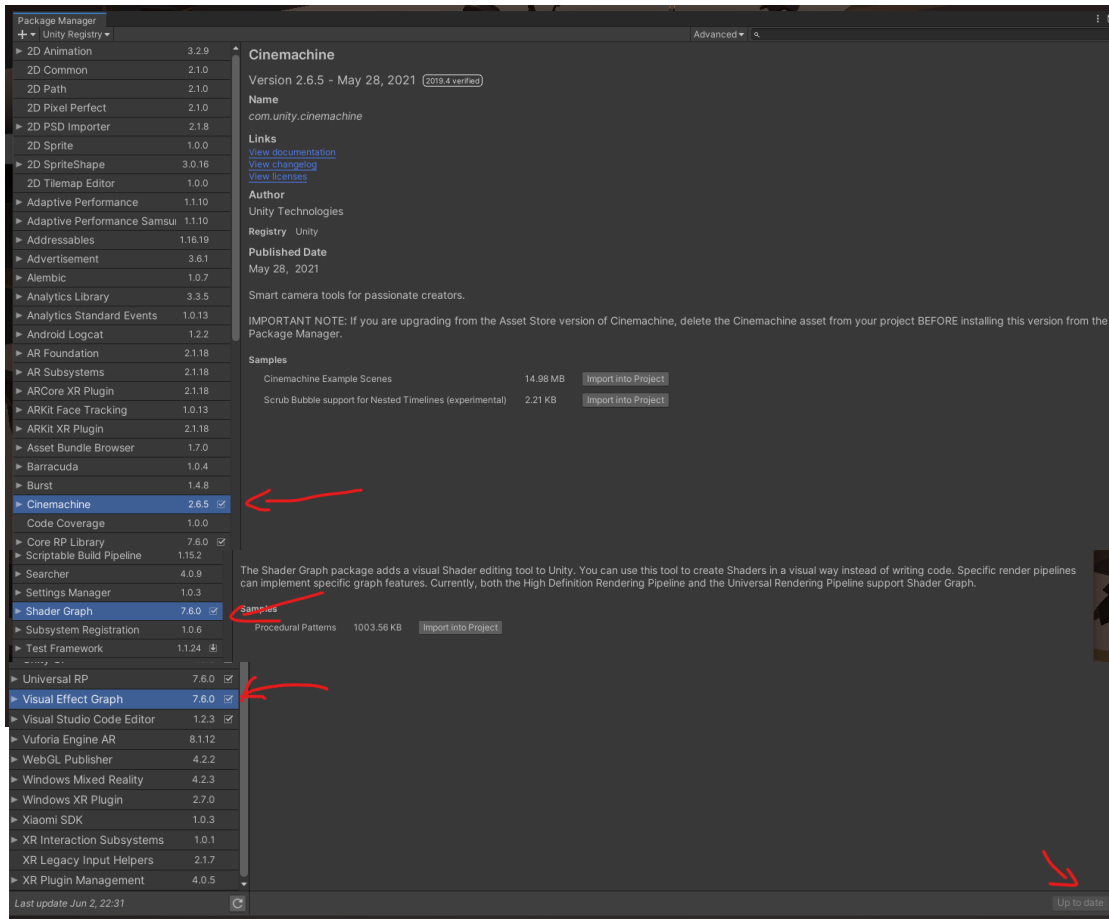 Package Manager
Unity Registry
Advanced
2D Animation 3.2.9
2D Common 2.1.0
2D Path 2.1.0
2D Pixel Perfect 2.1.0
2D PSD Importer 2.1.8
2D Sprite 1.0.0
2D SpriteShape 3.0.16
2D Tilemap Editor 1.0.0
Adaptive Performance 1.1.10
Adaptive Performance Samsu 1.1.10
Addressables 1.16.19
Advertisement 3.6.1
Alembic 1.0.7
Analytics Library 3.3.5
Analytics Standard Events 1.0.13
Android Logcat 1.2.2
AR Foundation 2.1.18
AR Subsystems 2.1.18
ARCore XR Plugin 2.1.18
ARKit Face Tracking 1.0.13
ARKit XR Plugin 2.1.18
Asset Bundle Browser 1.7.0
Barracuda 1.0.4
Burst 1.4.8
Cinemachine 2.6.5
Code Coverage 1.0.0
Core RP Library 7.6.0
Cinemachine
Version 2.6.5 - May 28, 2021 2019.4 verified
Name
com.unity.cinemachine
Links
View documentation
View changelog
View licenses
Author
Unity Technologies
Registry Unity
Published Date
May 28, 2021
Smart camera tools for passionate creators.
IMPORTANT NOTE: If you are upgrading from the Asset Store version of Cinemachine, delete the Cinemachine asset from your project BEFORE installing this version from the
Package Manager.
Samples
Cinemachine Example Scenes 14.98 MB Import into Project
Scrub Bubble support for Nested Timelines (experimental) 2.21 KB Import into Project
Scriptable Build Pipeline 1.15.2
Searcher 4.0.9
Settings Manager 1.0.3
Shader Graph 7.6.0
Subsystem Registration 1.0.6
Test Framework 1.1.24
The Shader Graph package adds a visual Shader editing tool to Unity. You can use this tool to create Shaders in a visual way instead of writing code. Specific render pipelines
can implement specific graph features. Currently, both the High Definition Rendering Pipeline and the Universal Rendering Pipeline support Shader Graph.
Samples
Procedural Patterns 1003.56 KB Import into Project
Universal RP 7.6.0
Visual Effect Graph 7.6.0
Visual Studio Code Editor 1.2.3
Vuforia Engine AR 8.1.12
WebGL Publisher 4.2.2
Windows Mixed Reality 4.2.3
Windows XR Plugin 2.7.0
Xiaomi SDK 1.0.3
XR Interaction Subsystems 1.0.1
XR Legacy Input Helpers 2.1.7
XR Plugin Management 4.0.5
Last update Jun 2, 22:31
Up to date